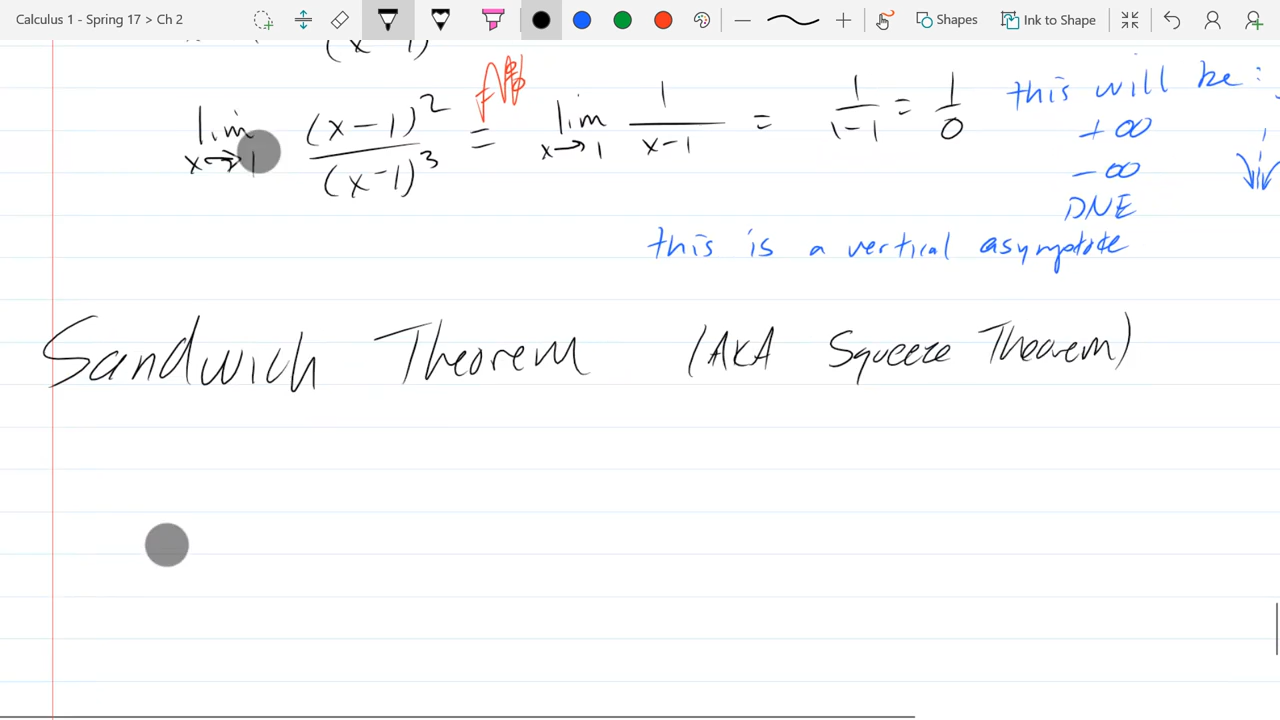 Calculus 1 - Spring 17 > Ch 2
Shapes
Ink to Shape
(x-1)
lim x→1 (x-1)^2/(x-1)^3 = lim x→1 1/(x-1) = 1/(1-1) = 1/0
this will be:
+∞
-∞
DNE
this is a vertical asymptote
Sandwich Theorem (AKA Squeeze Theorem)